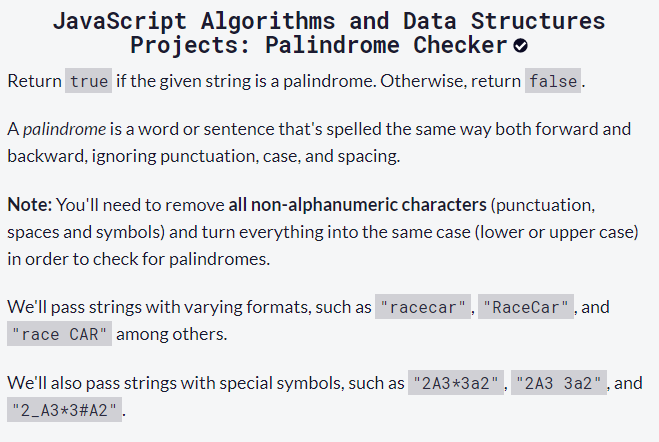 JavaScript Algorithms and Data Structures
Projects: Palindrome Checker
Return true if the given string is a palindrome. Otherwise, return false.
A palindrome is a word or sentence that's spelled the same way both forward and
backward, ignoring punctuation, case, and spacing.
Note: You'll need to remove all non-alphanumeric characters (punctuation,
spaces and symbols) and turn everything into the same case (lower or upper case)
in order to check for palindromes.
We'll pass strings with varying formats, such as "racecar", "RaceCar", and
"race CAR" among others.
We'll also pass strings with special symbols, such as "2A3*3a2", "2A3 3a2", and
"2_A3*3#A2".